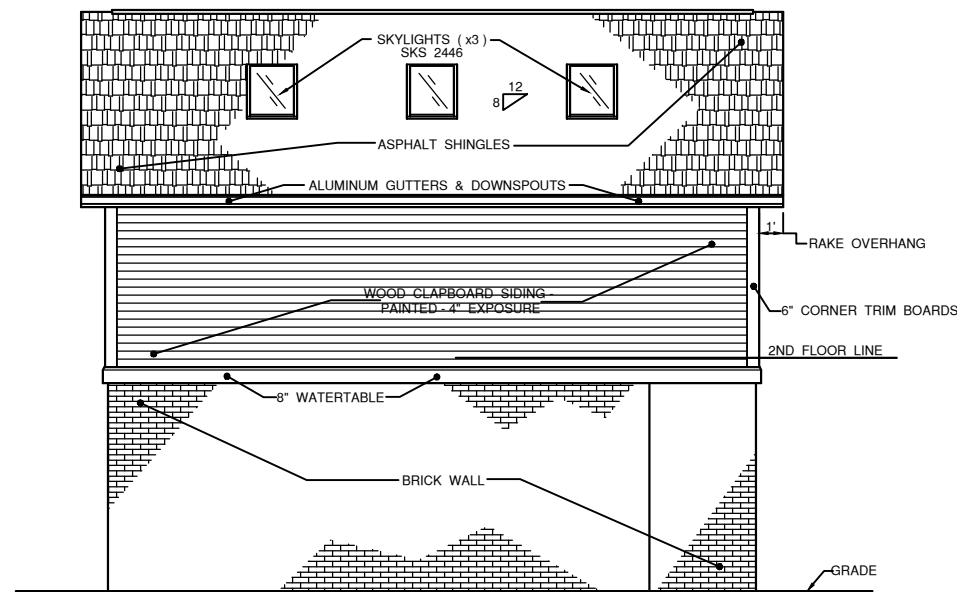 SKYLIGHTS ( x3 )
SKS 2446
12
8
ASPHALT SHINGLES
ALUMINUM GUTTERS & DOWNSPOUTS
1'
RAKE OVERHANG
WOOD CLAPBOARD SIDING -
PAINTED - 4" EXPOSURE
6" CORNER TRIM BOARDS
2ND FLOOR LINE
8" WATERTABLE
BRICK WALL
GRADE